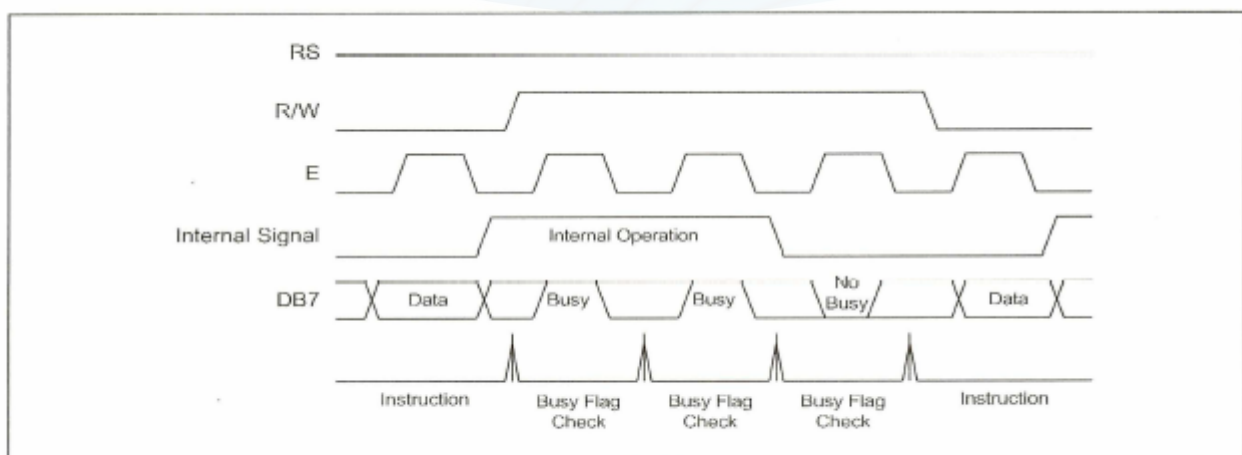 RS
R/W
E
Internal Signal
Internal Operation
DB7
Data
Busy
Busy
No
Busy
Data
Instruction
Busy Flag
Check
Busy Flag
Check
Busy Flag
Check
Instruction